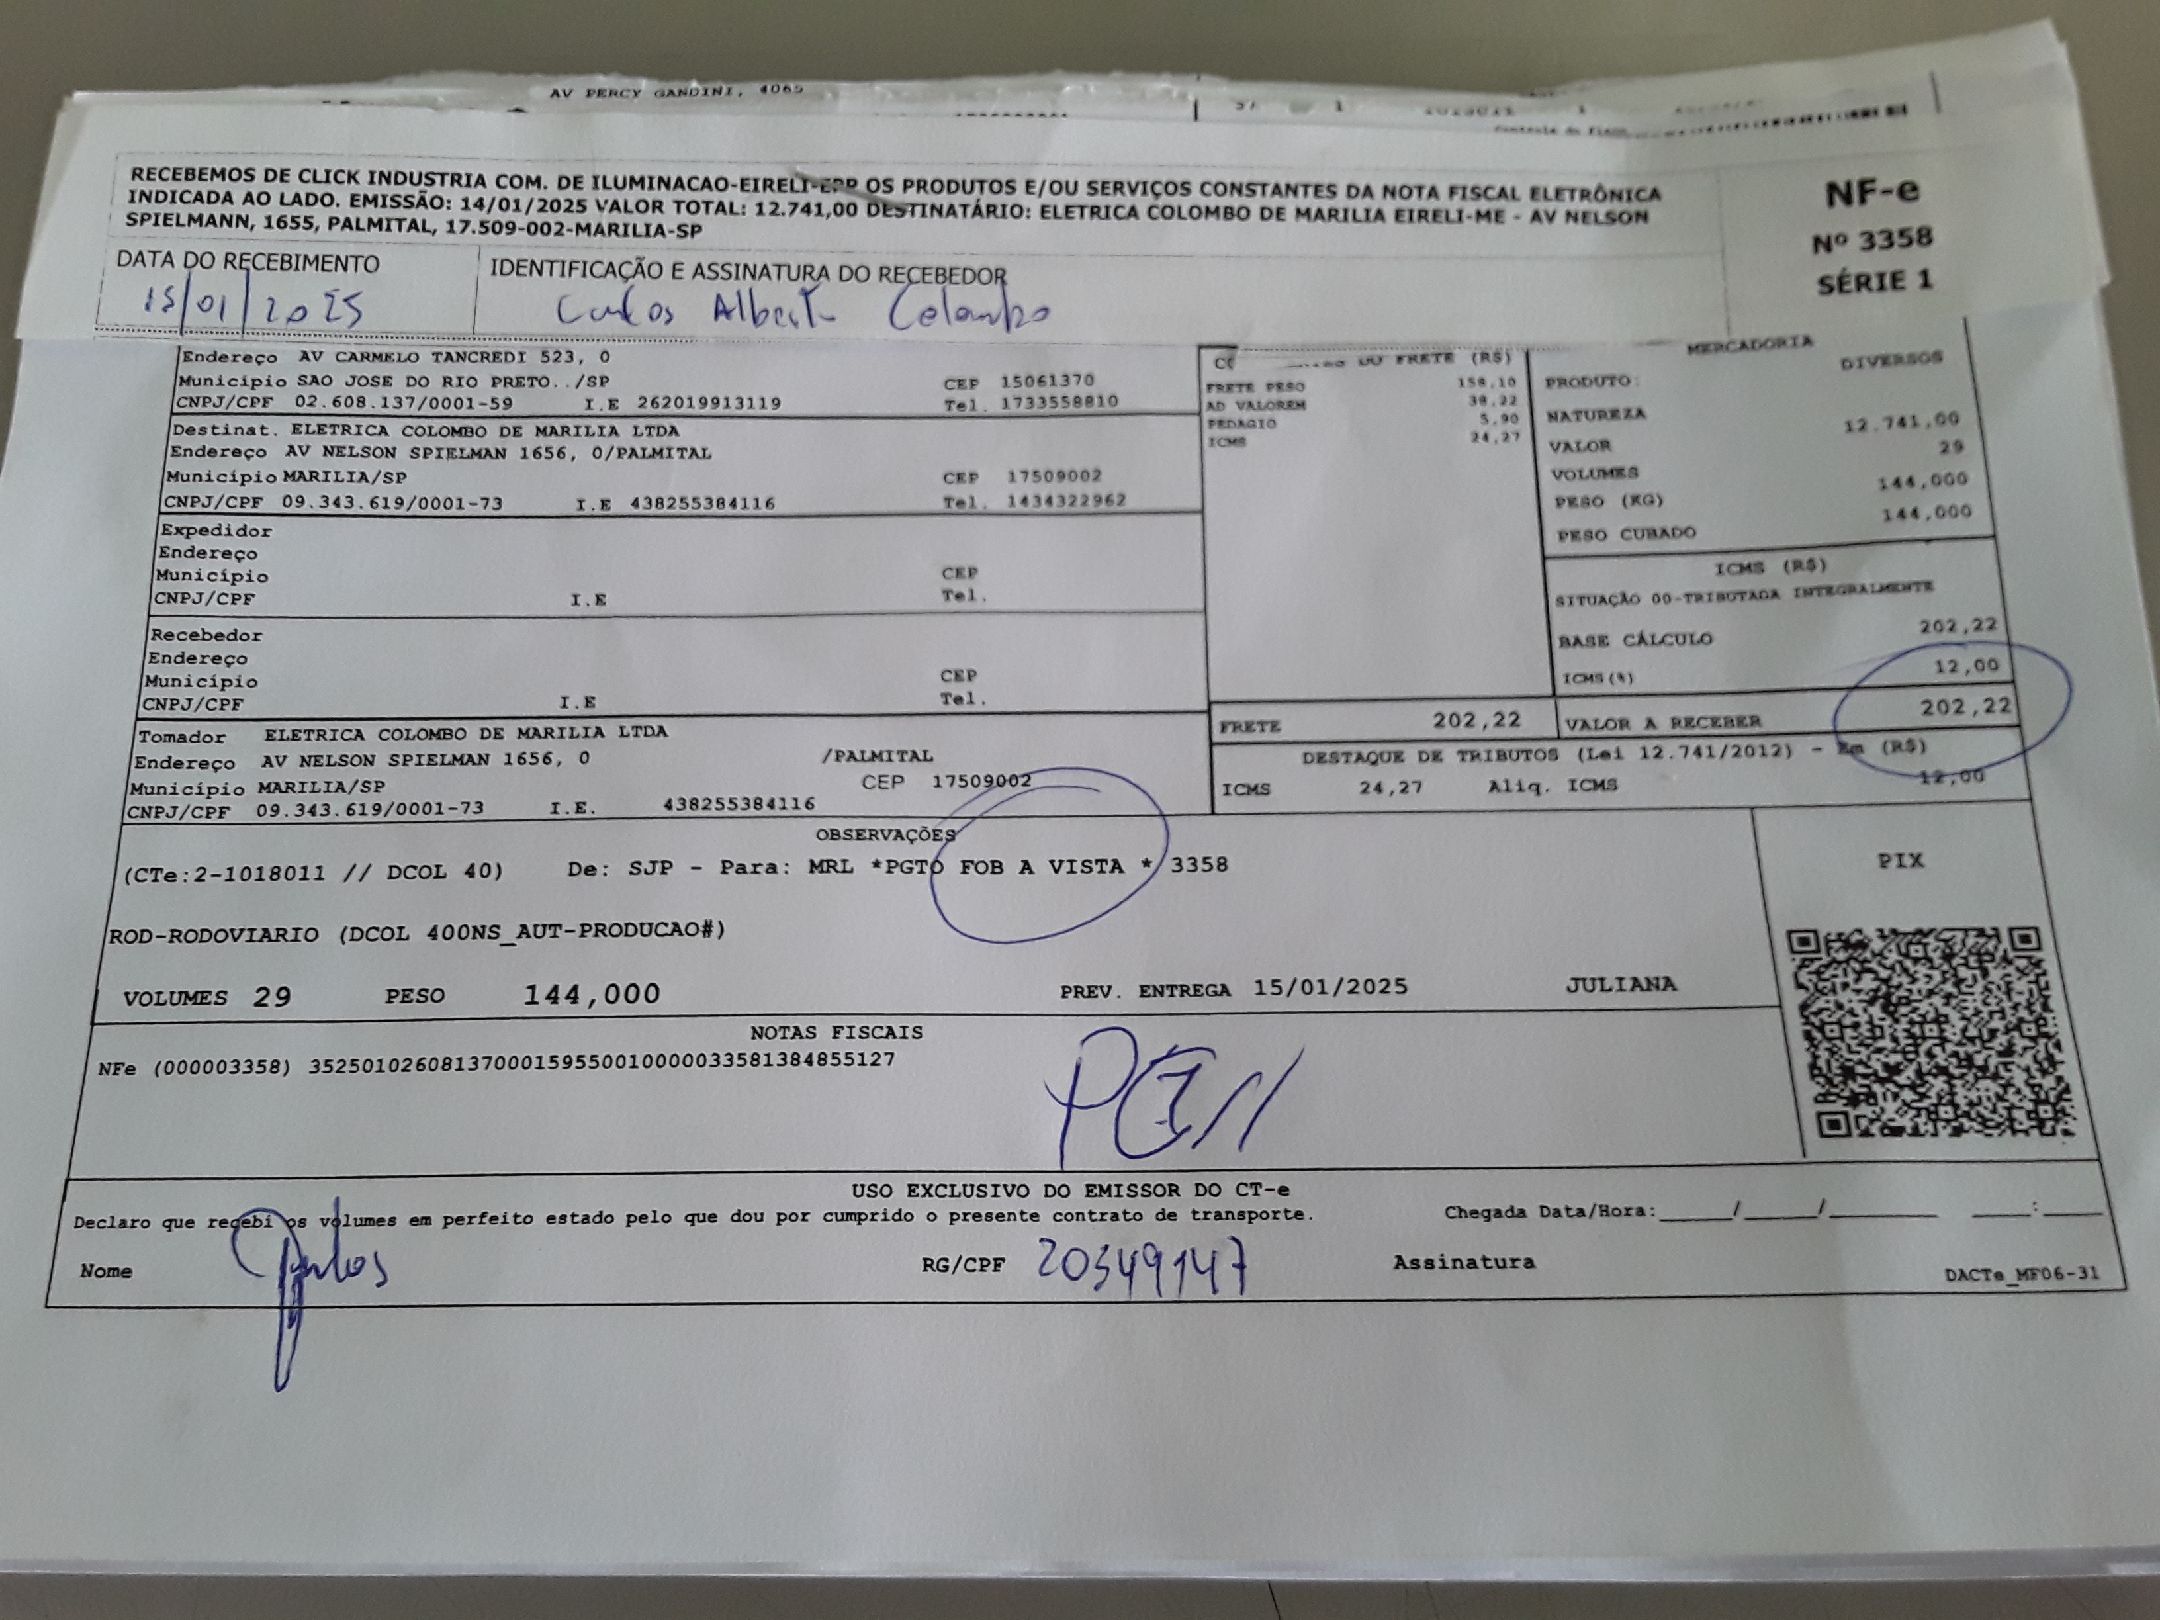 AV PERCY GANDINI, 4065
RECEBEMOS DE CLICK INDUSTRIA COM. DE ILUMINACAO-EIRELI-EPP OS PRODUTOS E/OU SERVIÇOS CONSTANTES DA NOTA FISCAL ELETRÔNICA
INDICADA AO LADO. EMISSÃO: 14/01/2025 VALOR TOTAL: 12.741,00 DESTINATÁRIO: ELETRICA COLOMBO DE MARILIA EIRELI-ME - AV NELSON
SPIELMANN, 1655, PALMITAL, 17.509-002-MARILIA-SP
NF-e
Nº 3358
SÉRIE 1
DATA DO RECEBIMENTO
15/01/2025
IDENTIFICAÇÃO E ASSINATURA DO RECEBEDOR
Carlos Alberto Colombo
Endereço AV CARMELO TANCREDI 523, 0
Município SAO JOSE DO RIO PRETO../SP CEP 15061370
CNPJ/CPF 02.608.137/0001-59 I.E 262019913119 Tel. 1733558810
Destinat. ELETRICA COLOMBO DE MARILIA LTDA
Endereço AV NELSON SPIELMAN 1656, 0/PALMITAL
Município MARILIA/SP CEP 17509002
CNPJ/CPF 09.343.619/0001-73 I.E 438255384116 Tel. 1434322962
Expedidor
Endereço
Município CEP
CNPJ/CPF I.E Tel.
Recebedor
Endereço
Município CEP
CNPJ/CPF I.E Tel.
Tomador ELETRICA COLOMBO DE MARILIA LTDA
Endereço AV NELSON SPIELMAN 1656, 0 /PALMITAL
Município MARILIA/SP CEP 17509002
CNPJ/CPF 09.343.619/0001-73 I.E. 438255384116
DO FRETE (R$)
FRETE PESO 158,10
AD VALOREM 38,22 
PEDAGIO 5,90
ICMS 24,27
FRETE 202,22
MERCADORIA
PRODUTO: DIVERSOS
NATUREZA
VALOR 12.741,00
VOLUMES 29
PESO (KG) 144,000
PESO CUBADO 144,000
ICMS (R$)
SITUAÇÃO 00-TRIBUTADA INTEGRALMENTE
BASE CÁLCULO 202,22
ICMS(%) 12,00
VALOR A RECEBER 202,22
DESTAQUE DE TRIBUTOS (Lei 12.741/2012) - Em (R$)
ICMS 24,27 Aliq. ICMS 12,00
OBSERVAÇÕES
(CTe:2-1018011 // DCOL 40) De: SJP - Para: MRL *PGTO FOB A VISTA * 3358
ROD-RODOVIARIO (DCOL 400NS_AUT-PRODUCAO#)
VOLUMES 29 PESO 144,000 PREV. ENTREGA 15/01/2025 JULIANA
PIX
NOTAS FISCAIS
NFe (000003358) 35250102608137000159550010000033581384855127
USO EXCLUSIVO DO EMISSOR DO CT-e
Declaro que recebi os volumes em perfeito estado pelo que dou por cumprido o presente contrato de transporte. Chegada Data/Hora:_____/_____/_________ ____:____
Nome Carlos RG/CPF 20349147 Assinatura
DACTe_MF06-31